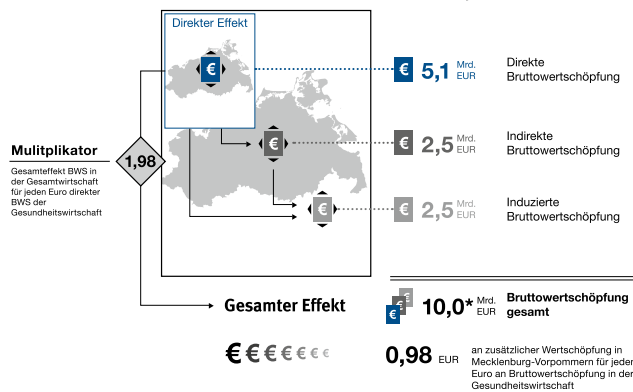 Direkter Effekt
€
€ 5,1 Mrd. EUR
Direkte
Bruttowertschöpfung
Mulitplikator
1,98
Gesamteffekt BWS in
der Gesamtwirtschaft
für jeden Euro direkter
BWS der
Gesundheitswirtschaft
€
€ 2,5 Mrd. EUR
Indirekte
Bruttowertschöpfung
€
€ 2,5 Mrd. EUR
Induzierte
Bruttowertschöpfung
Gesamter Effekt
€ € € € € € €
€ € €
10,0* Mrd. EUR
Bruttowertschöpfung
gesamt
0,98 EUR
an zusätzlicher Wertschöpfung in
Mecklenburg-Vorpommern für jeden
Euro an Bruttowertschöpfung in der
Gesundheitswirtschaft